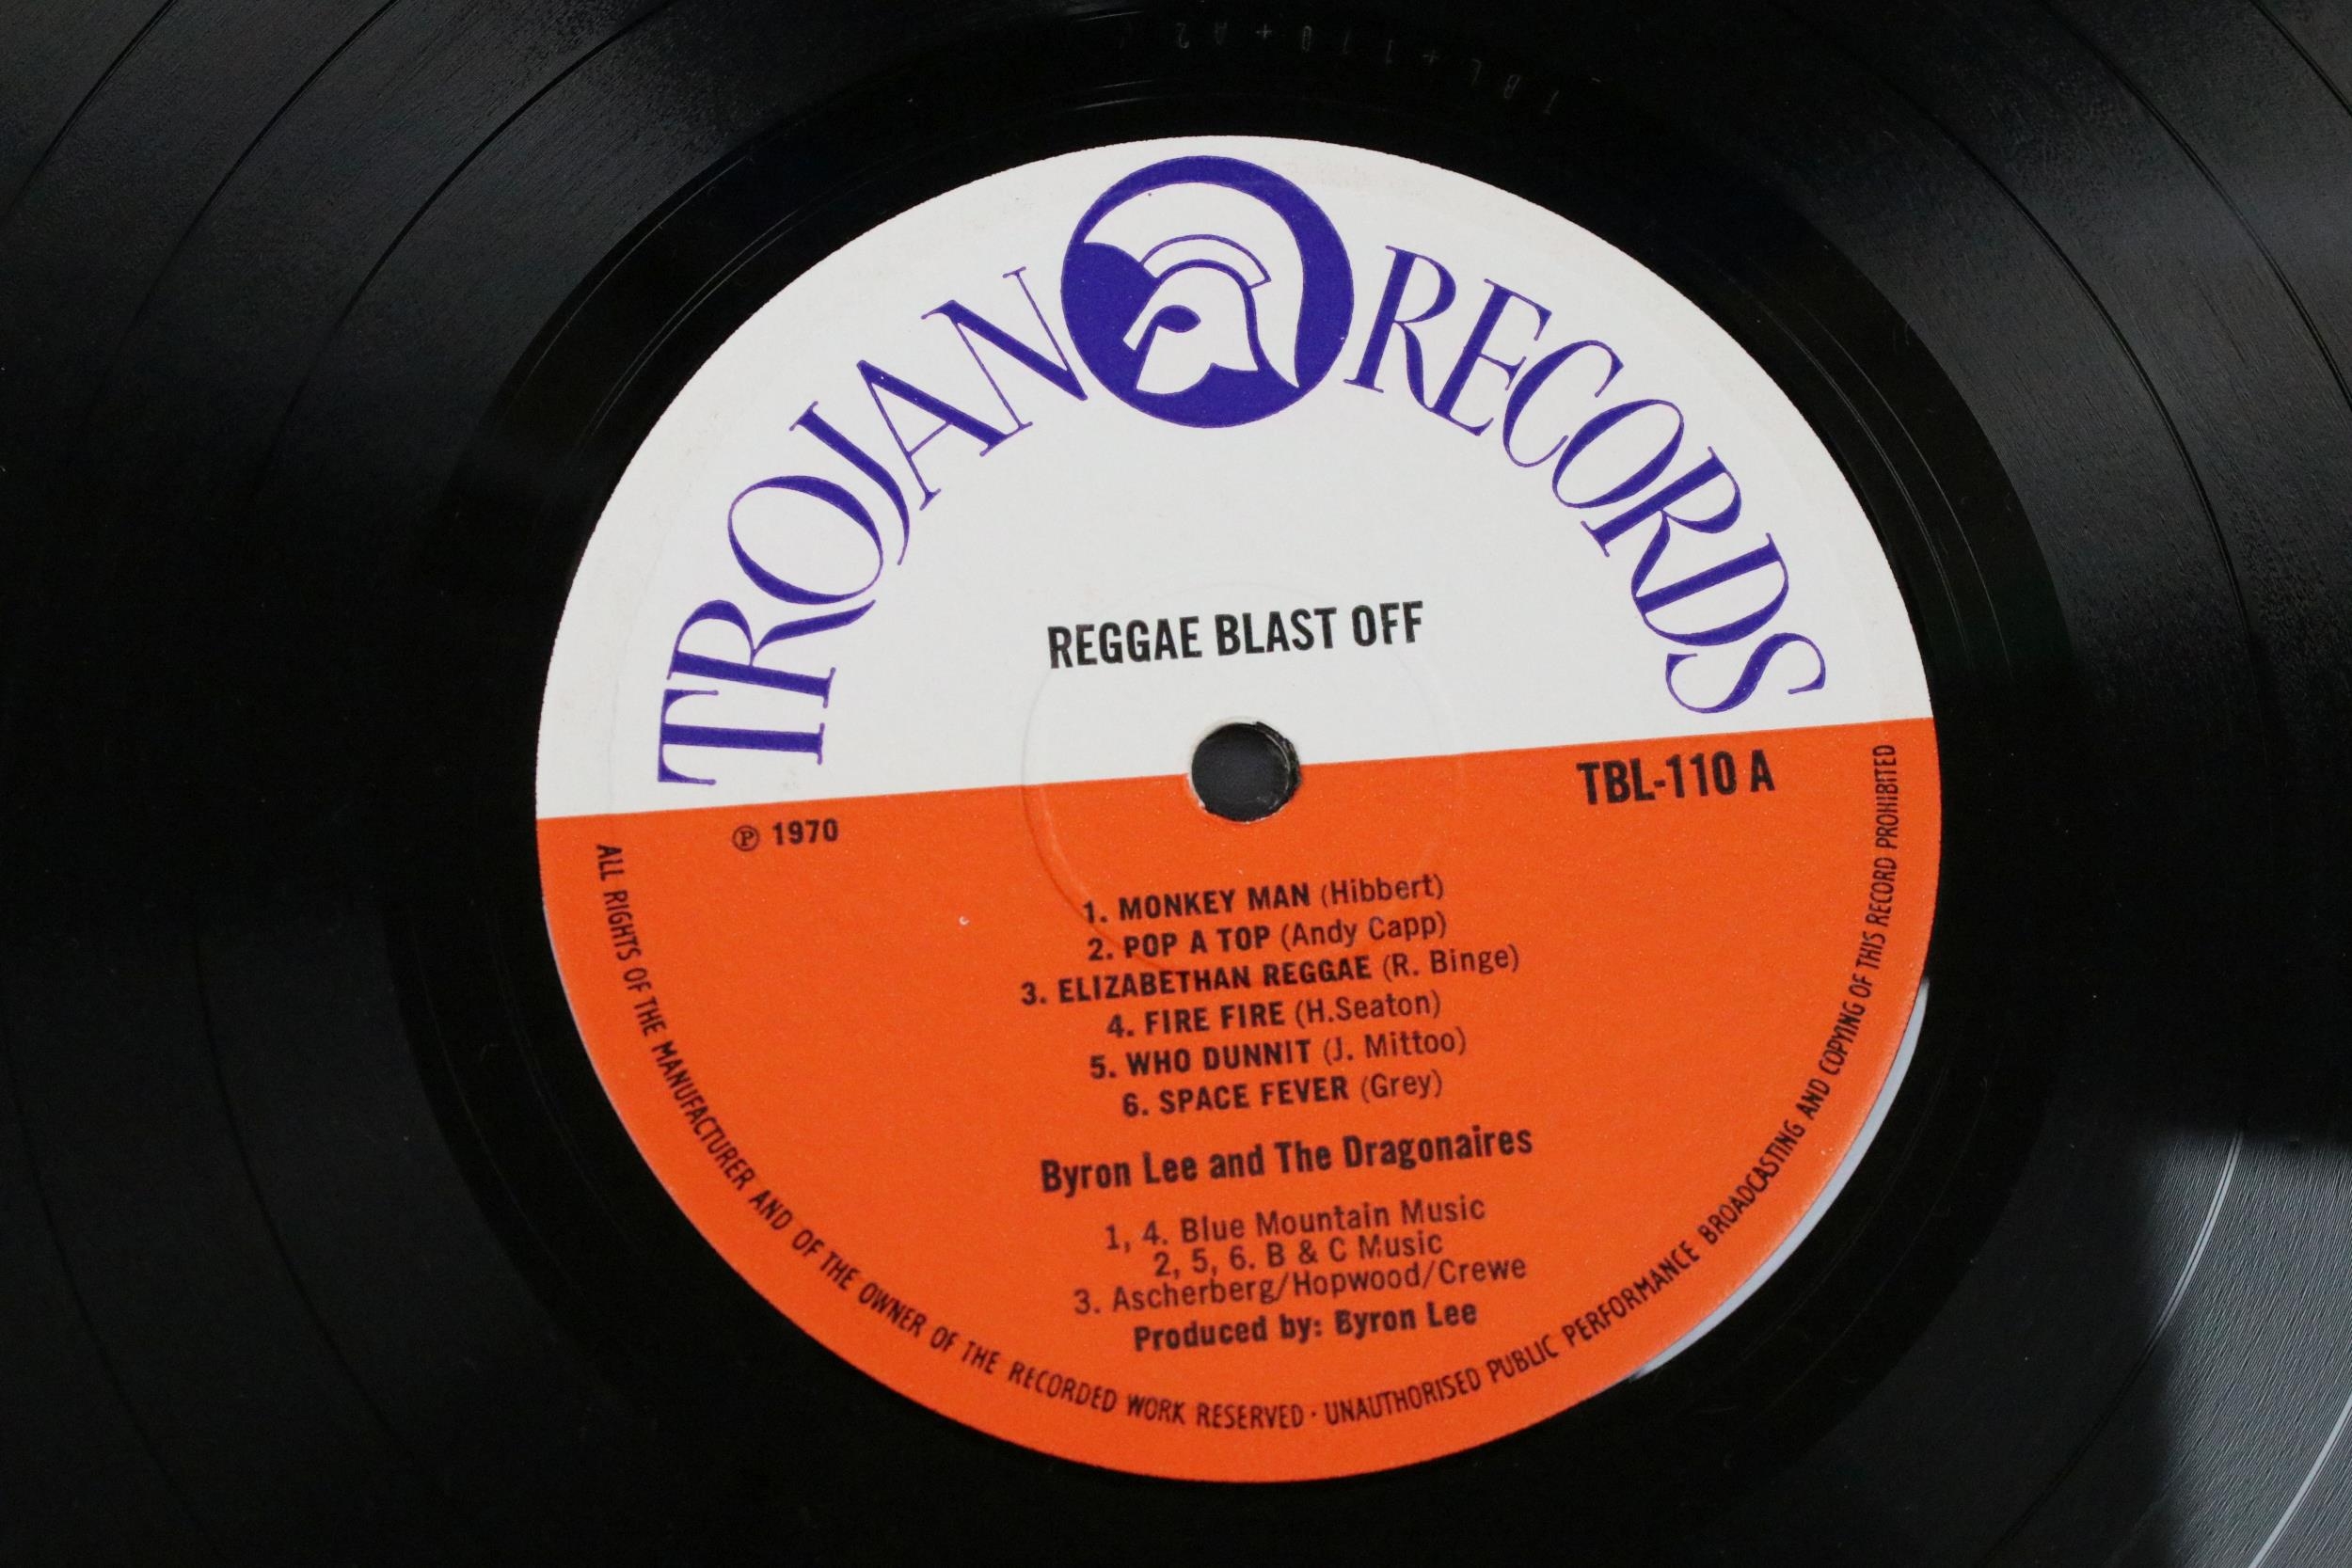 TBL+110+A2
TROJAN RECORDS
REGGAE BLAST OFF
TBL-110 A
℗ 1970
1. MONKEY MAN (Hibbert)
2. POP A TOP (Andy Capp)
3. ELIZABETHAN REGGAE (R. Binge)
4. FIRE FIRE (H.Seaton)
5. WHO DUNNIT (J. Mittoo)
6. SPACE FEVER (Grey)
Byron Lee and The Dragonaires
1, 4. Blue Mountain Music
2, 5, 6. B & C Music
3. Ascherberg/Hopwood/Crewe
Produced by: Byron Lee
ALL RIGHTS OF THE MANUFACTURER AND OF THE OWNER OF THE RECORDED WORK RESERVED · UNAUTHORISED PUBLIC PERFORMANCE BROADCASTING AND COPYING OF THIS RECORD PROHIBITED